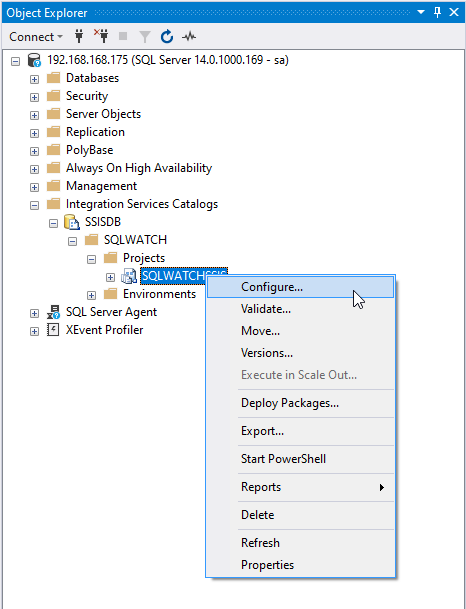 Object Explorer
Connect
192.168.168.175 (SQL Server 14.0.1000.169 - sa)
Databases
Security
Server Objects
Replication
PolyBase
Always On High Availability
Management
Integration Services Catalogs
SSISDB
SQLWATCH
Projects
SQLWATCHSSIS
Environments
SQL Server Agent
XEvent Profiler
Configure...
Validate...
Move...
Versions...
Execute in Scale Out...
Deploy Packages...
Export...
Start PowerShell
Reports
Delete
Refresh
Properties